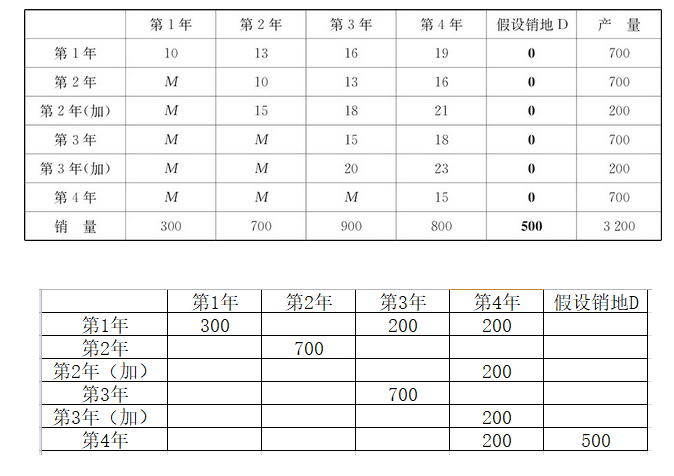 第1年 第2年 第3年 第4年 假设销地D 产 量
第1年 10 13 16 19 0 700
第2年 M 10 13 16 0 700
第2年(加) M 15 18 21 0 200
第3年 M M 15 18 0 700
第3年(加) M M 20 23 0 200
第4年 M M M 15 0 700
销 量 300 700 900 800 500 3 200
第1年 第2年 第3年 第4年 假设销地D
第1年 300 200 200
第2年 700
第2年（加） 200
第3年 700
第3年（加） 200
第4年 200 500